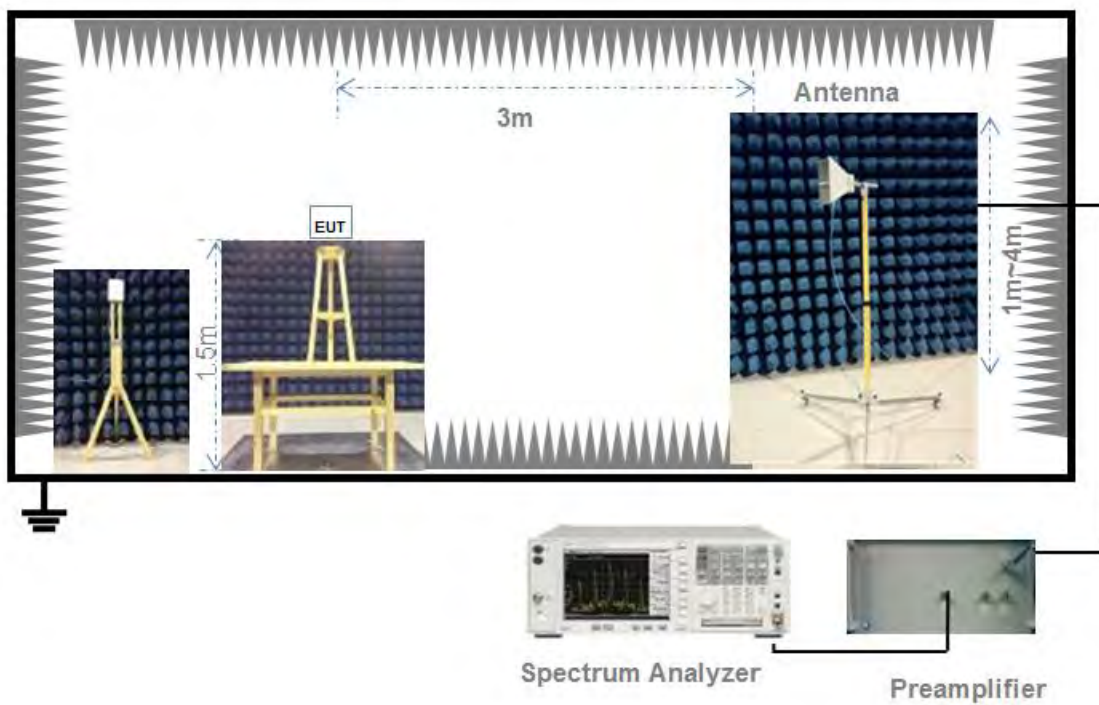 Antenna
3m
EUT
1m~4m
1.5m
Spectrum Analyzer
Preamplifier